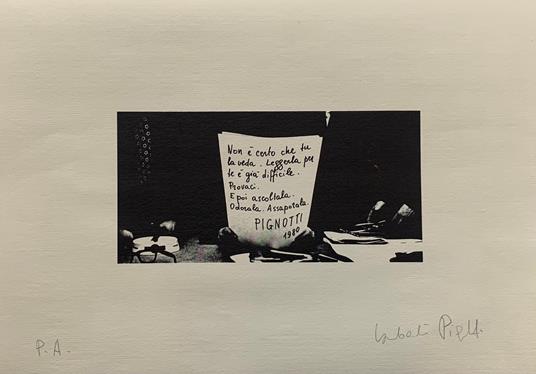 Non è certo che tu
la veda. Leggerla per
te è già difficile.
Provaci.
E poi ascoltala.
Odorala. Assaporala.
PIGNOTTI
1980
P.A.